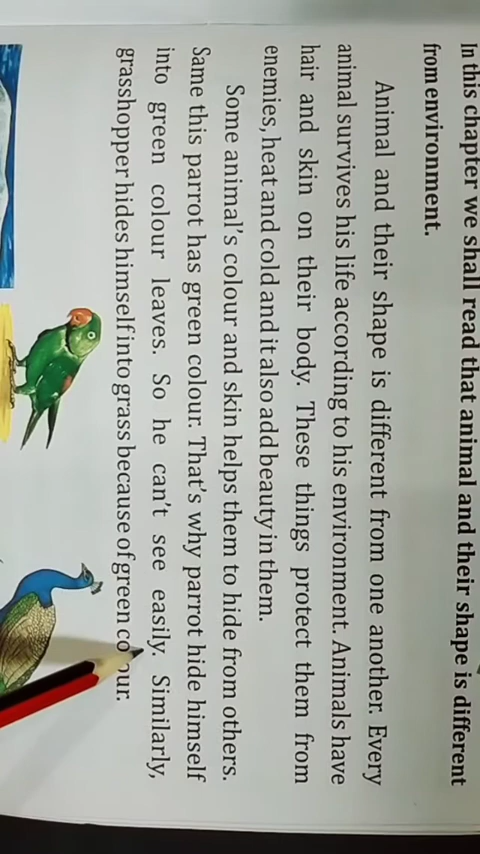 In this chapter we shall read that animal and their shape is different
from environment.
Animal and their shape is different from one another. Every
animal survives his life according to his environment. Animals have
hair and skin on their body. These things protect them from
enemies, heat and cold and it also add beauty in them.
Some animal's colour and skin helps them to hide from others.
Same this parrot has green colour. That's why parrot hide himself
into green colour leaves. So he can't see easily. Similarly,
grasshopper hides himself into grass because of green colour.